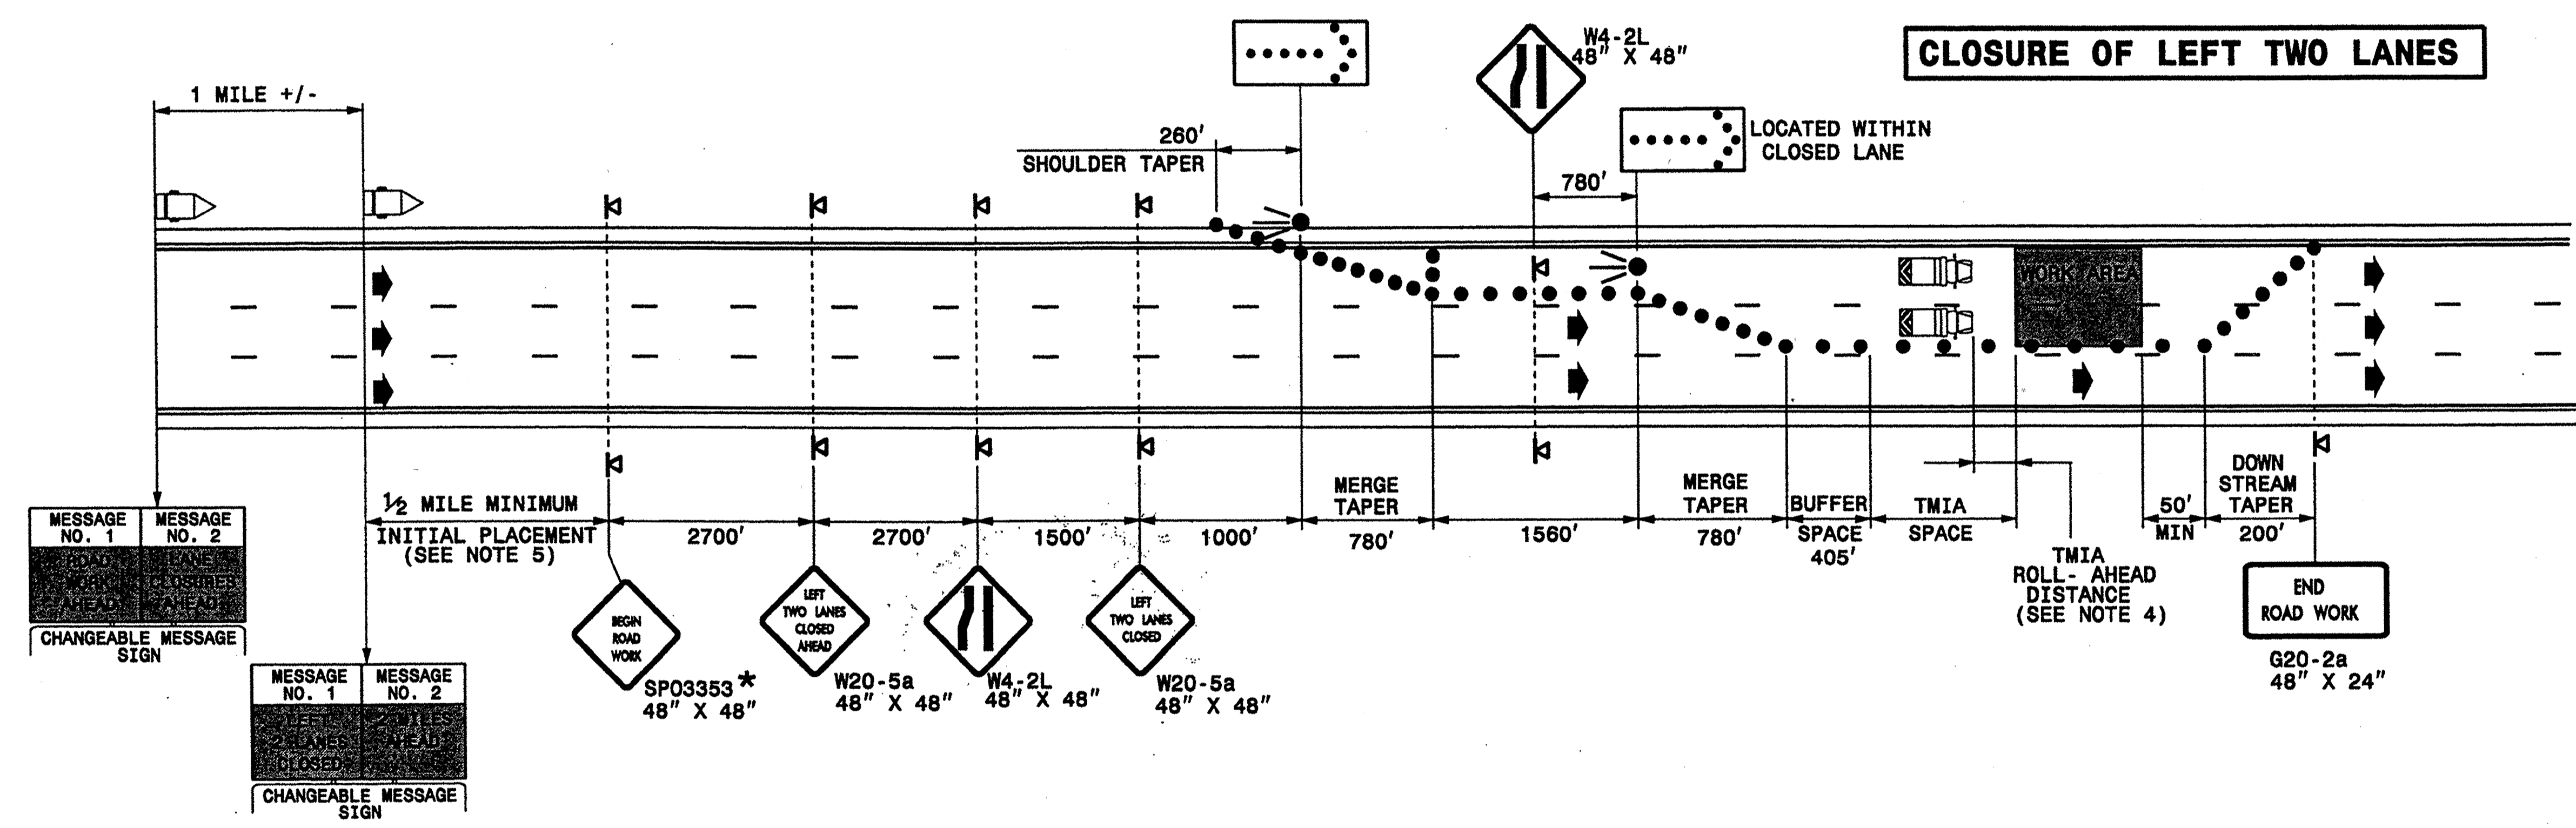 CLOSURE OF LEFT TWO LANES
W4-2L
48" X 48"
1 MILE +/-
260'
SHOULDER TAPER
LOCATED WITHIN
CLOSED LANE
780'
WORK AREA
1/2 MILE MINIMUM
INITIAL PLACEMENT
(SEE NOTE 5)
2700'
2700'
1500'
1000'
MERGE
TAPER
780'
1560'
MERGE
TAPER
780'
BUFFER
SPACE
405'
TMIA
SPACE
TMIA
ROLL- AHEAD
DISTANCE
(SEE NOTE 4)
50'
MIN
DOWN
STREAM
TAPER
200'
MESSAGE
NO. 1
MESSAGE
NO. 2
ROAD
WORK
AHEAD
LANE
CLOSURES
AHEAD
CHANGEABLE MESSAGE
SIGN
MESSAGE
NO. 1
MESSAGE
NO. 2
LEFT
2 LANES
CLOSED
2 MILES
AHEAD
CHANGEABLE MESSAGE
SIGN
BEGIN
ROAD
WORK
SP03353*
48" X 48"
LEFT
TWO LANES
CLOSED
AHEAD
W20-5a
48" X 48"
W4-2L
48" X 48"
LEFT
TWO LANES
CLOSED
W20-5a
48" X 48"
END
ROAD WORK
G20-2a
48" X 24"